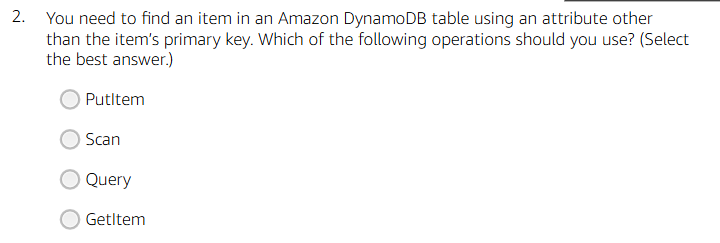 2. You need to find an item in an Amazon DynamoDB table using an attribute other
than the item's primary key. Which of the following operations should you use? (Select
the best answer.)
PutItem
Scan
Query
GetItem